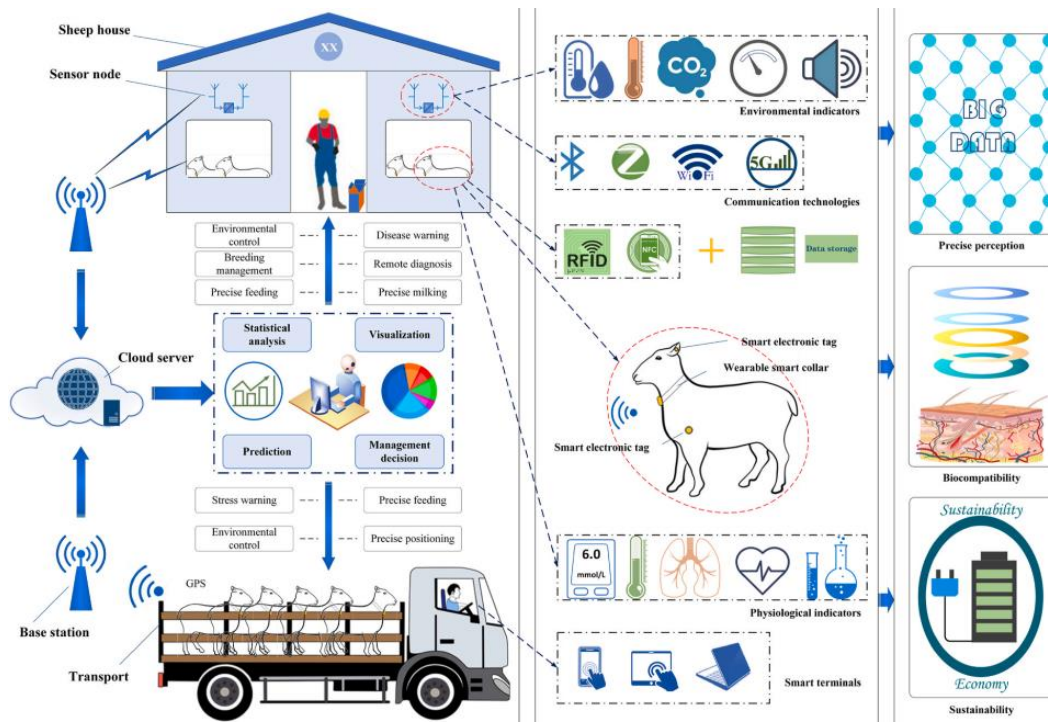 Sheep house
XX
Sensor node
Environmental
control
Disease warning
Breeding
management
Remote diagnosis
Precise feeding
Precise milking
Statistical
analysis
Visualization
Cloud server
Prediction
Management
decision
Stress warning
Precise feeding
Environmental
control
Precise positioning
GPS
Base station
Transport
CO2
Environmental indicators
Z
WiFi
5G
Communication technologies
RFID
NFC
+
Data storage
Smart electronic tag
Wearable smart collar
Smart electronic tag
6.0
mmol/L
Physiological indicators
Smart terminals
BIG
DATA
Precise perception
Biocompatibility
Sustainability
Economy
Sustainability